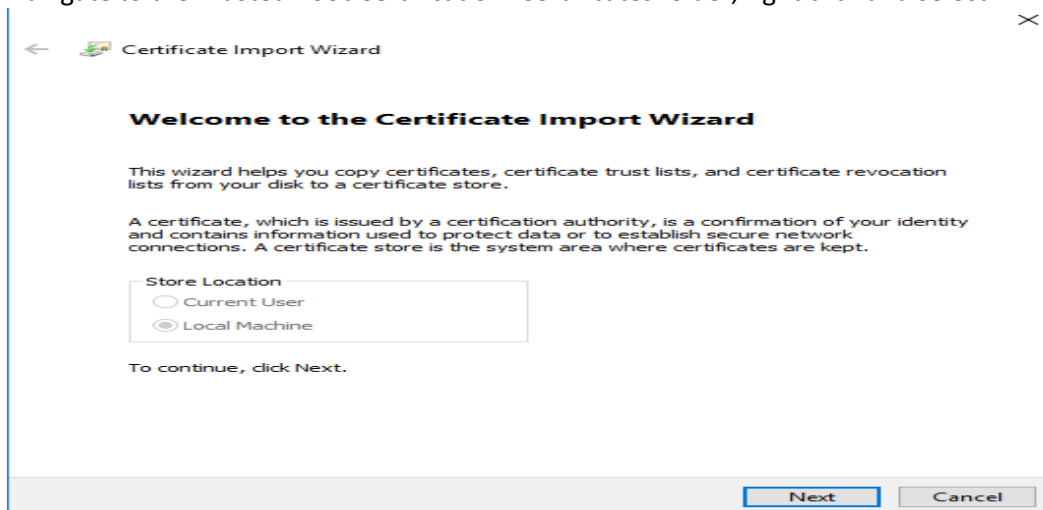 Certificate Import Wizard
Welcome to the Certificate Import Wizard
This wizard helps you copy certificates, certificate trust lists, and certificate revocation
lists from your disk to a certificate store.
A certificate, which is issued by a certification authority, is a confirmation of your identity
and contains information used to protect data or to establish secure network
connections. A certificate store is the system area where certificates are kept.
Store Location
Current User
Local Machine
To continue, click Next.
Next Cancel